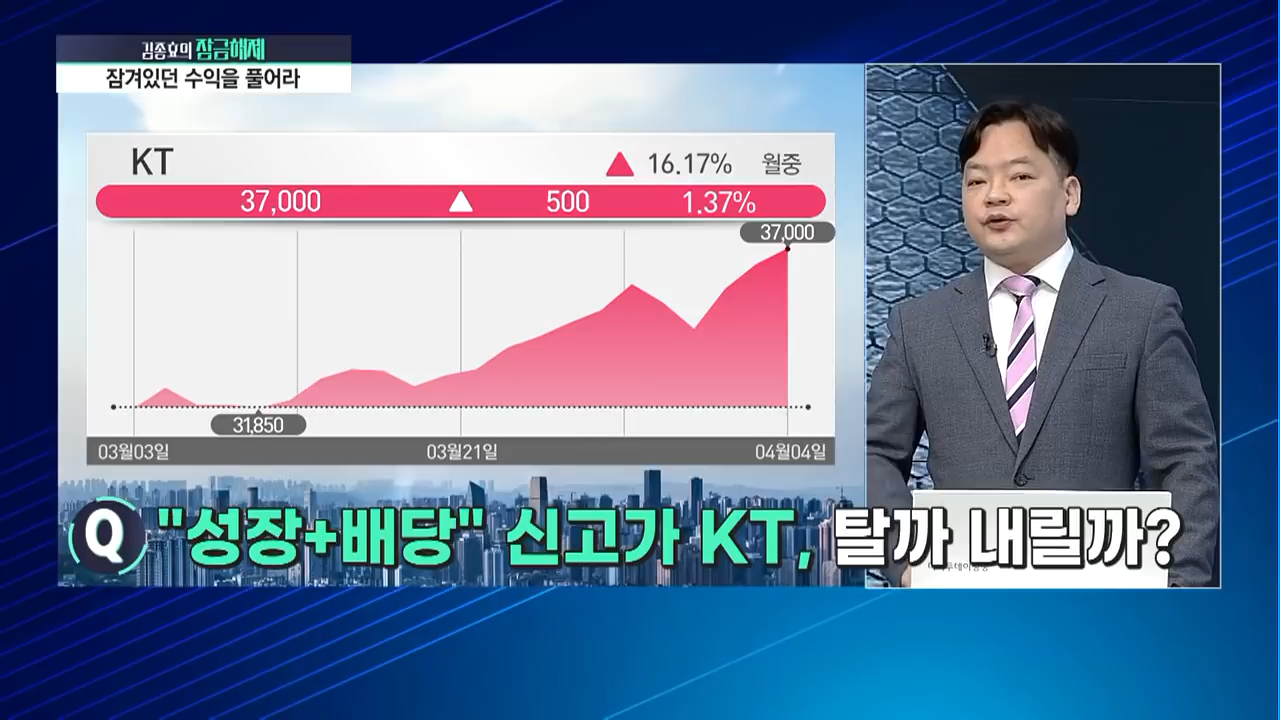 김종효의 잠금해제
잠겨있던 수익을 풀어라
KT
▲ 16.17% 월중
37,000 ▲ 500 1.37%
37,000
31,850
03월03일 03월21일 04월04일
Q "성장+배당" 신고가 KT, 탈까 내릴까?